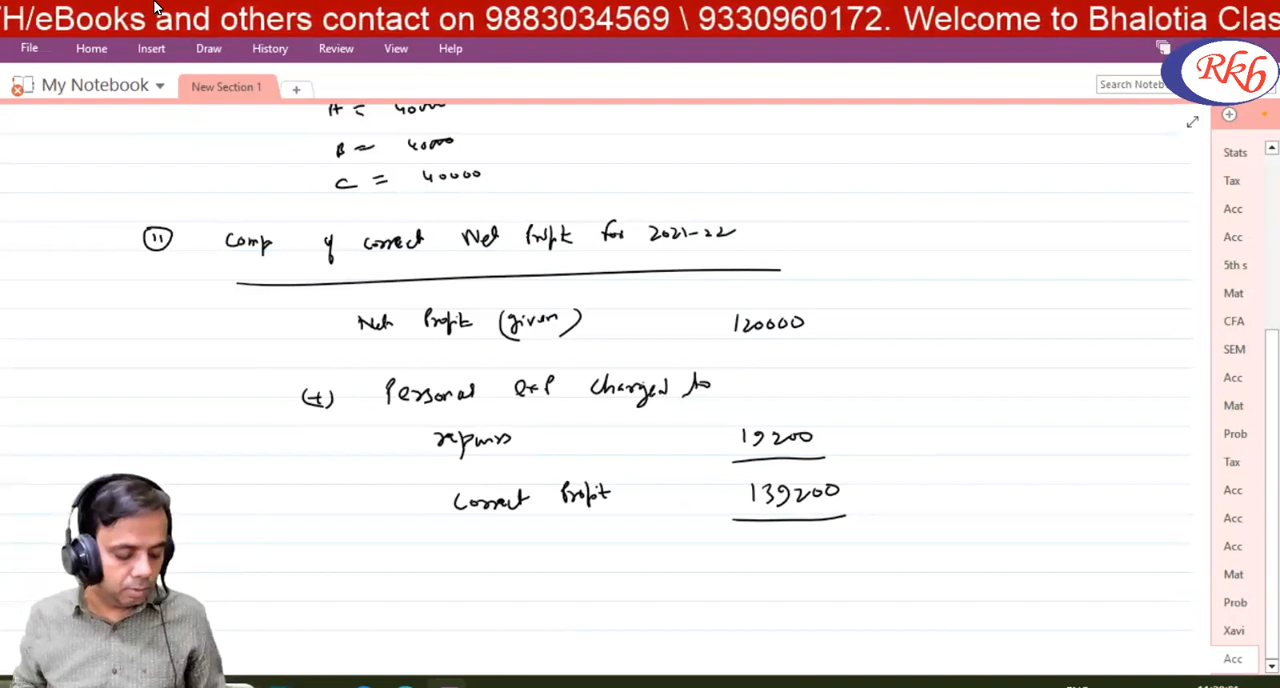 H/eBooks and others contact on 9883034569 \ 9330960172. Welcome to Bhalotia Clas
File Home Insert Draw History Review View Help
Rkb
My Notebook New Section 1 + Search Noteb
A = 40000
B = 40000
C = 40000
(11) Comp of correct Net Profit for 2021-22
Net Profit (given) 120000
(+) Personal exp charged to
19200
Correct Profit 139200
Stats
Tax
Acc
Acc
5th s
Mat
CFA
SEM
Acc
Mat
Prob
Tax
Acc
Acc
Acc
Mat
Prob
Xavi
Acc